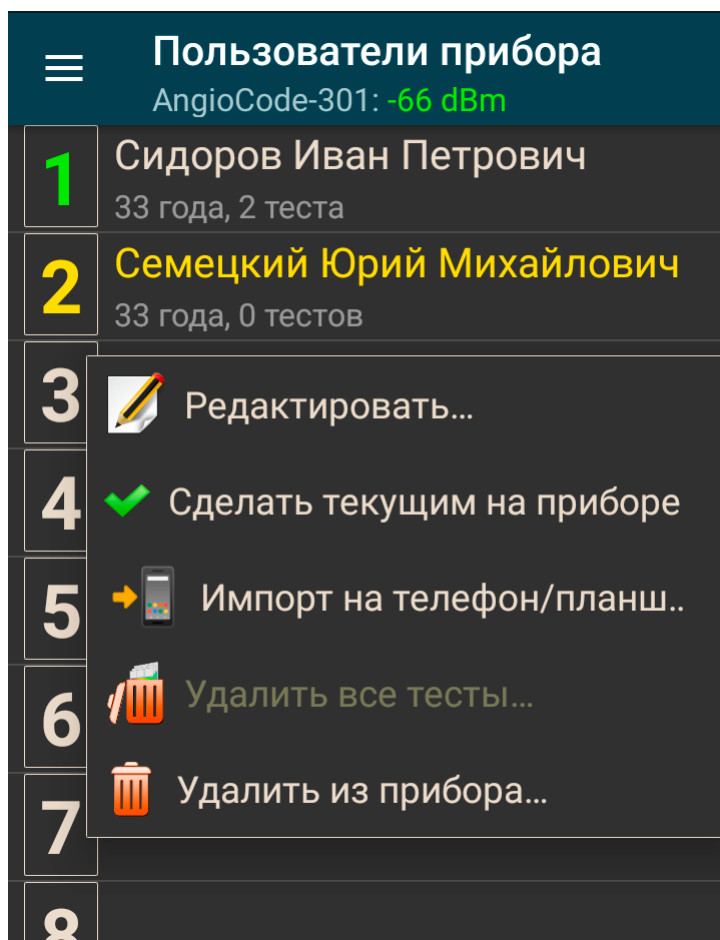 Пользователи прибора
AngioCode-301: -66 dBm
1
Сидоров Иван Петрович
33 года, 2 теста
2
Семецкий Юрий Михайлович
33 года, 0 тестов
3
Редактировать...
4
Сделать текущим на приборе
5
Импорт на телефон/планш..
6
Удалить все тесты...
7
Удалить из прибора...
8